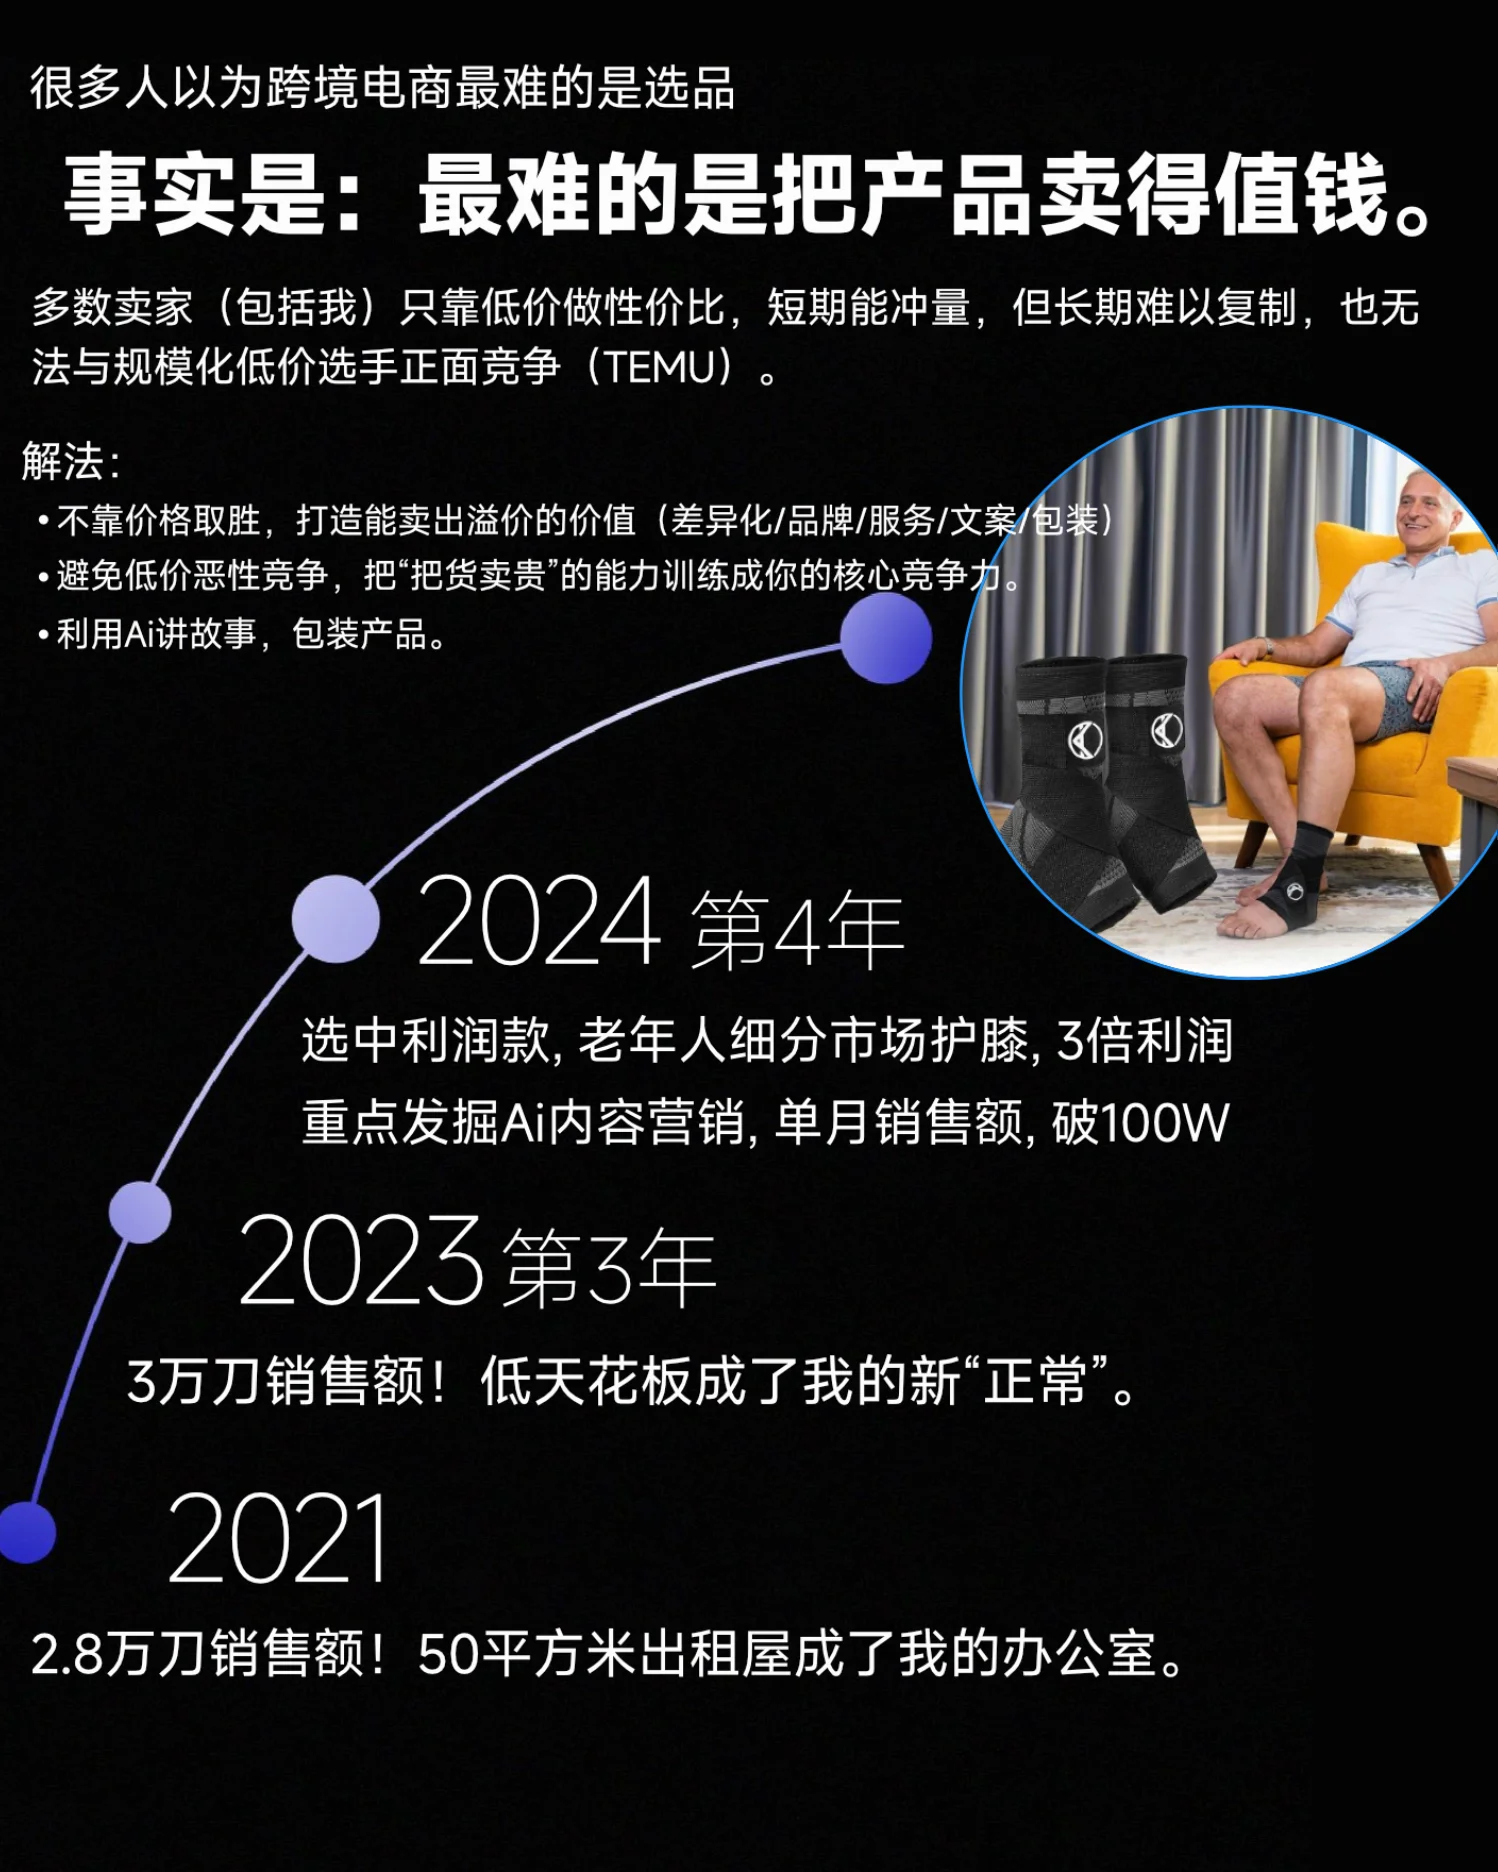 很多人以为跨境电商最难的是选品
事实是：最难的是把产品卖得值钱。
多数卖家（包括我）只靠低价做性价比，短期能冲量，但长期难以复制，也无
法与规模化低价选手正面竞争（TEMU）。
解法：
•不靠价格取胜，打造能卖出溢价的价值（差异化/品牌/服务/文案/包装）
•避免低价恶性竞争，把“把货卖贵”的能力训练成你的核心竞争力。
•利用Ai讲故事，包装产品。
2024 第4年
选中利润款, 老年人细分市场护膝, 3倍利润
重点发掘Ai内容营销, 单月销售额, 破100W
2023 第3年
3万刀销售额！低天花板成了我的新“正常”。
2021
2.8万刀销售额！50平方米出租屋成了我的办公室。